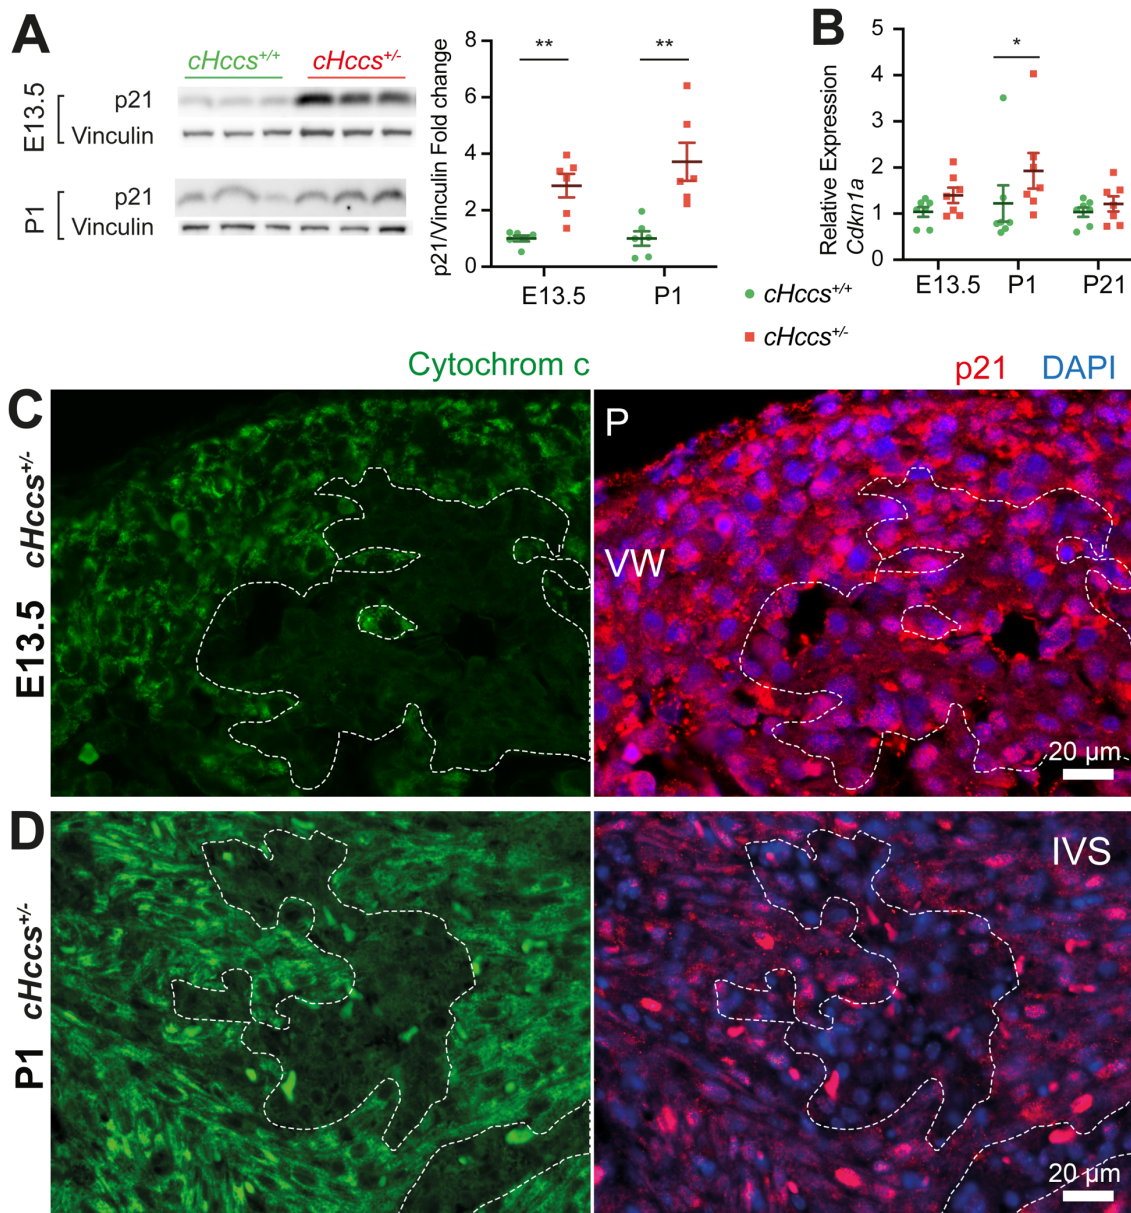 A
cHccs+/+
cHccs+/-
E13.5
p21
Vinculin
P1
p21
Vinculin
p21/Vinculin Fold change
8
6
4
2
0
**
**
E13.5
P1
B
Relative Expression
Cdkn1a
5
4
3
2
1
0
*
E13.5
P1
P21
cHccs+/+
cHccs+/-
Cytochrom c
p21
DAPI
C
E13.5 cHccs+/-
P
VW
20 µm
D
P1 cHccs+/-
IVS
20 µm